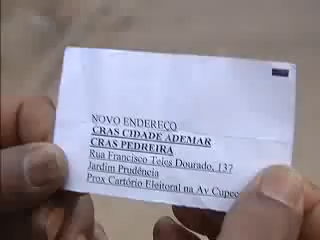 NOVO ENDEREÇO
CRAS CIDADE ADEMAR
CRAS PEDREIRA
Rua Francisco Teles Dourado, 137
Jardim Prudência
Prox Cartório Eleitoral na Av Cupece